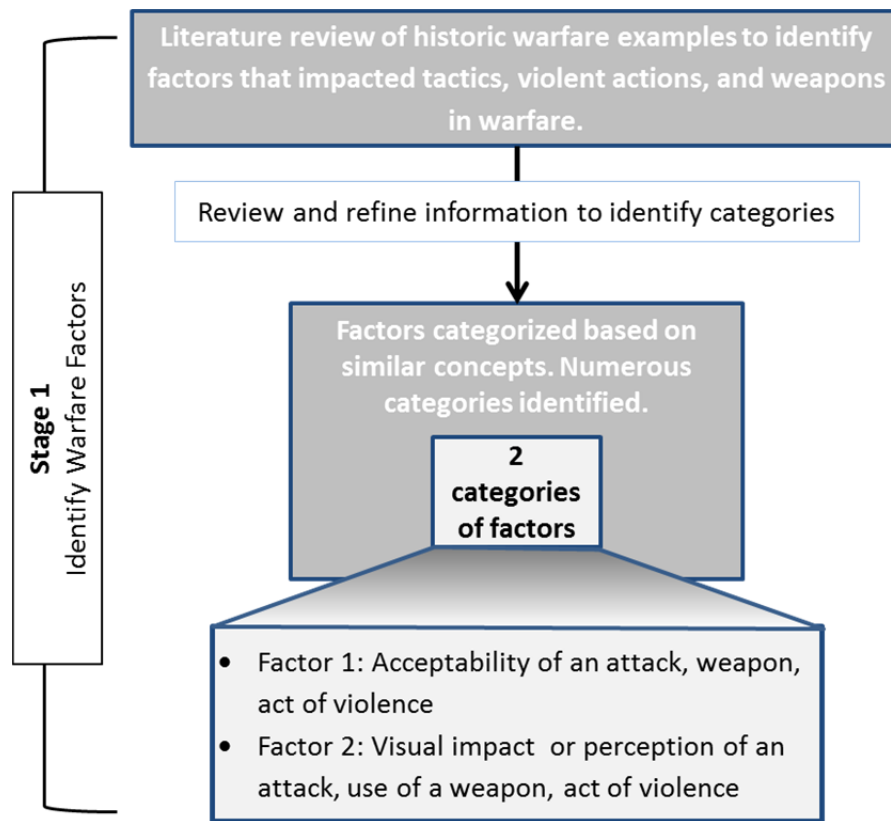 Literature review of historic warfare examples to identify
factors that impacted tactics, violent actions, and weapons
in warfare.
Review and refine information to identify categories
Stage 1
Identify Warfare Factors
Factors categorized based on
similar concepts. Numerous
categories identified.
2
categories
of factors
• Factor 1: Acceptability of an attack, weapon,
act of violence
• Factor 2: Visual impact or perception of an
attack, use of a weapon, act of violence